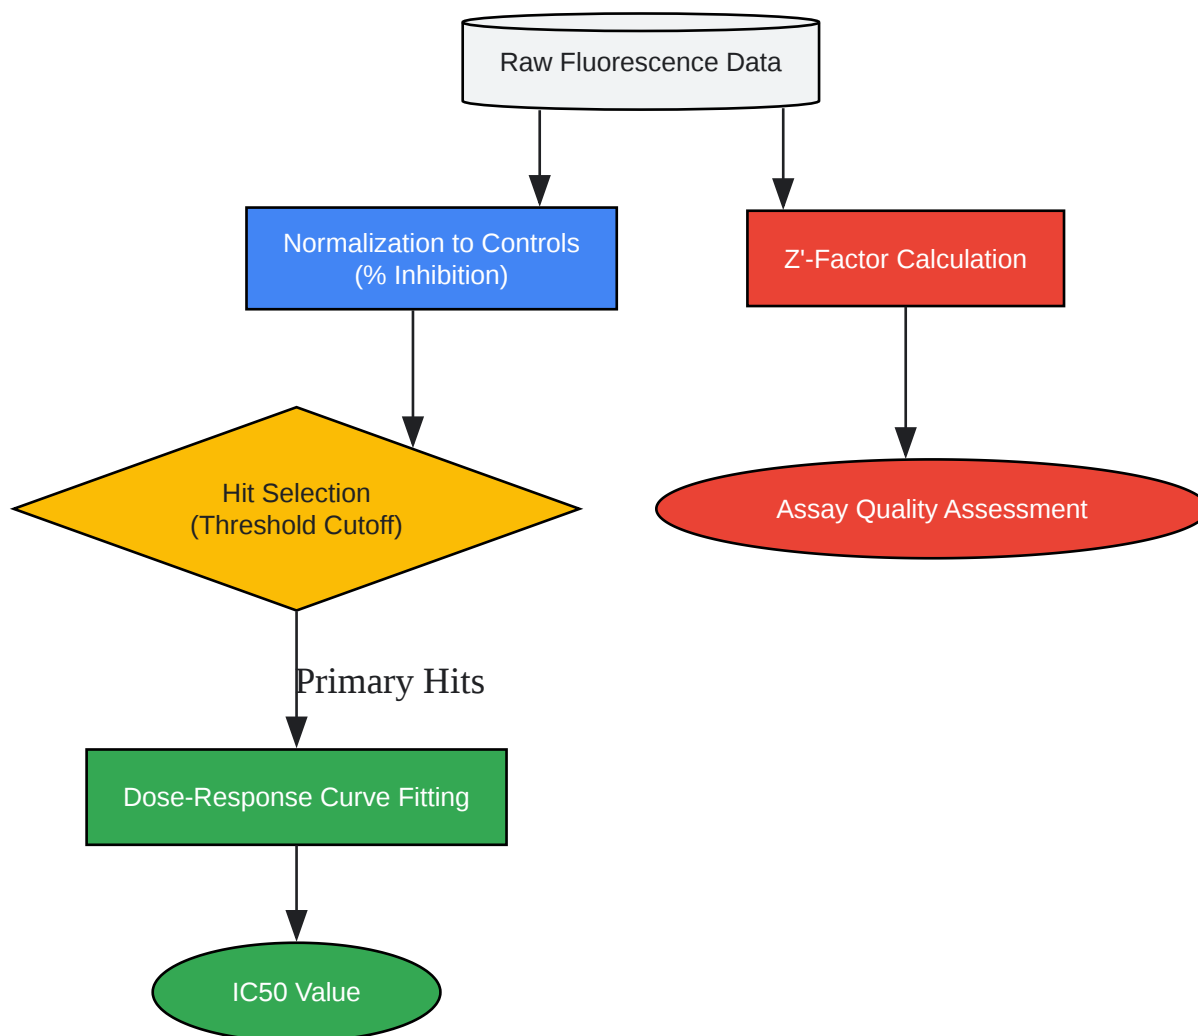 Raw Fluorescence Data
Normalization to Controls
(% Inhibition)
Z'-Factor Calculation
Hit Selection
(Threshold Cutoff)
Assay Quality Assessment
Primary Hits
Dose-Response Curve Fitting
IC50 Value